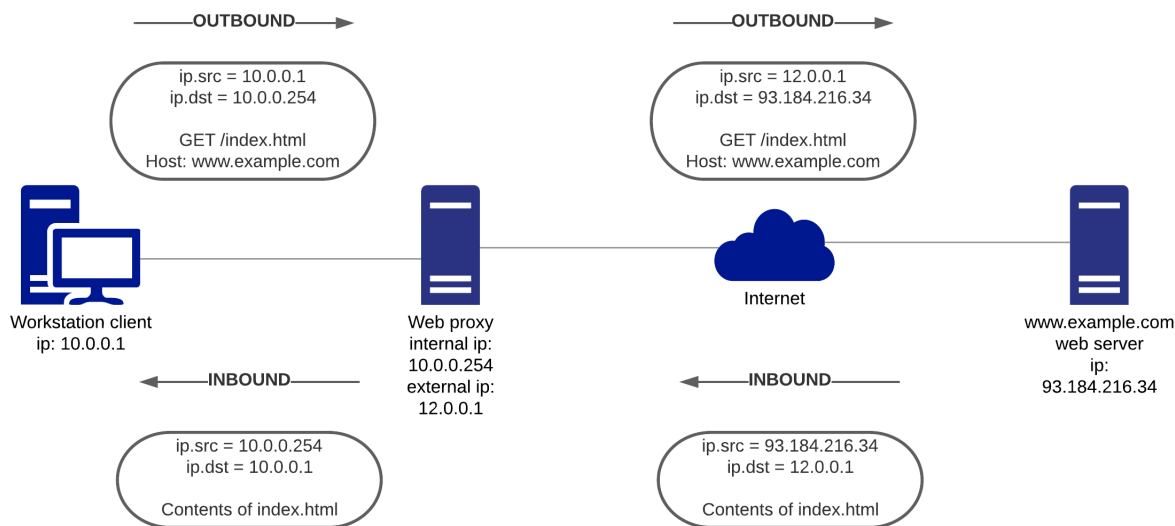 OUTBOUND
OUTBOUND
ip.src = 10.0.0.1
ip.dst = 10.0.0.254
GET /index.html
Host: www.example.com
ip.src = 12.0.0.1
ip.dst = 93.184.216.34
GET /index.html
Host: www.example.com
Workstation client
ip: 10.0.0.1
Web proxy
internal ip:
10.0.0.254
external ip:
12.0.0.1
Internet
www.example.com
web server
ip:
93.184.216.34
INBOUND
INBOUND
ip.src = 10.0.0.254
ip.dst = 10.0.0.1
Contents of index.html
ip.src = 93.184.216.34
ip.dst = 12.0.0.1
Contents of index.html